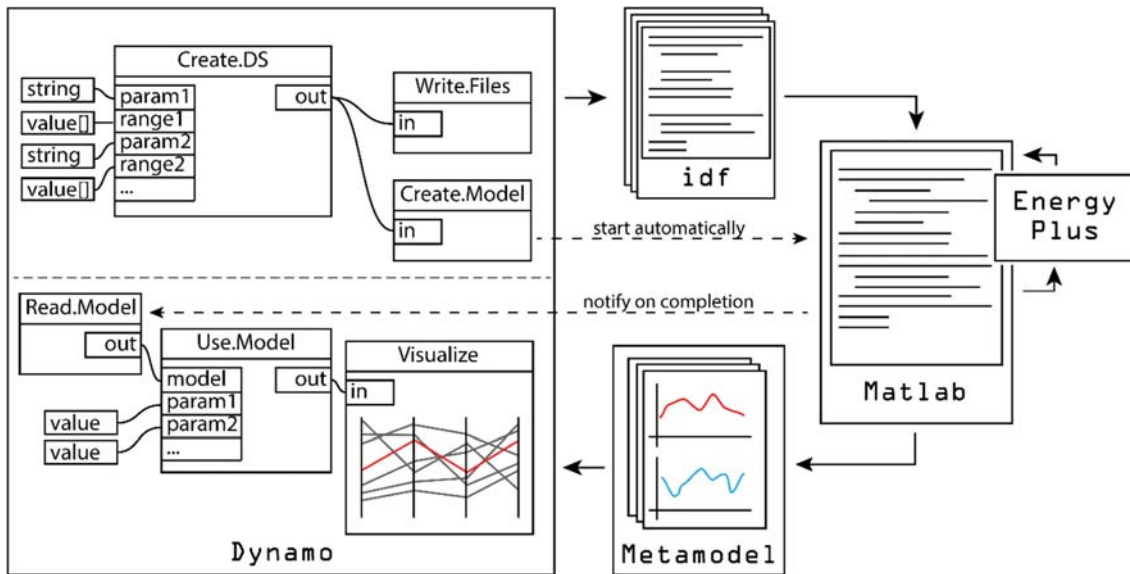 Create.DS
string
param1
out
value[]
range1
string
param2
value[]
range2
...
Write.Files
in
Create.Model
in
idf
start automatically
Energy
Plus
Matlab
notify on completion
Read.Model
out
Use.Model
model
out
value
param1
value
param2
...
Visualize
in
Dynamo
Metamodel